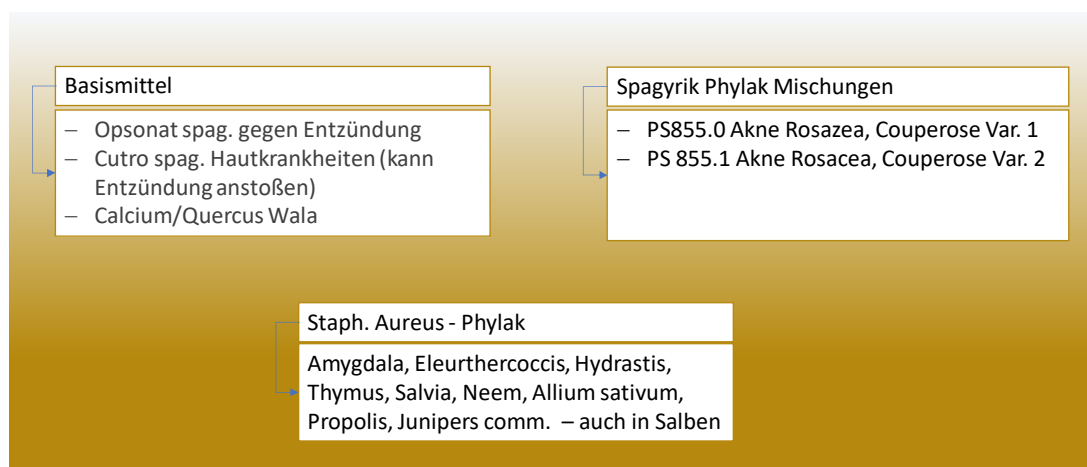 Basismittel
– Opsonat spag. gegen Entzündung
– Cutro spag. Hautkrankheiten (kann
Entzündung anstoßen)
– Calcium/Quercus Wala
Spagyrik Phylak Mischungen
– PS855.0 Akne Rosazea, Couperose Var. 1
– PS 855.1 Akne Rosacea, Couperose Var. 2
Staph. Aureus - Phylak
Amygdala, Eleurthercoccis, Hydrastis,
Thymus, Salvia, Neem, Allium sativum,
Propolis, Junipers comm. – auch in Salben